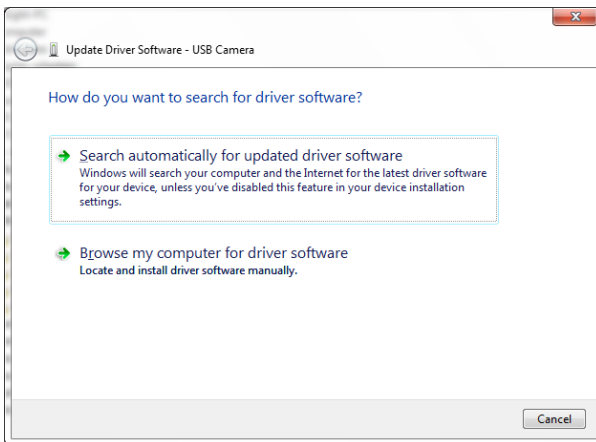 Update Driver Software - USB Camera
How do you want to search for driver software?
Search automatically for updated driver software
Windows will search your computer and the Internet for the latest driver software
for your device, unless you've disabled this feature in your device installation
settings.
Browse my computer for driver software
Locate and install driver software manually.
Cancel